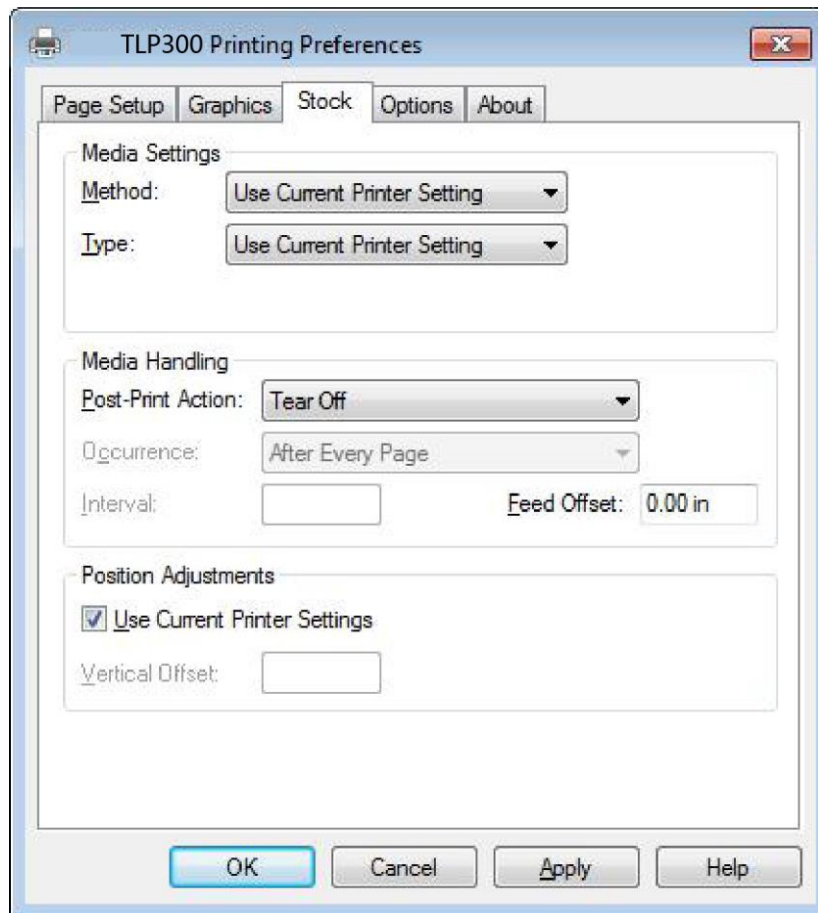 TLP300 Printing Preferences
Page Setup Graphics Stock Options About
Media Settings
Method: Use Current Printer Setting
Type: Use Current Printer Setting
Media Handling
Post-Print Action: Tear Off
Occurrence: After Every Page
Interval: Feed Offset: 0.00 in
Position Adjustments
Use Current Printer Settings
Vertical Offset:
OK Cancel Apply Help